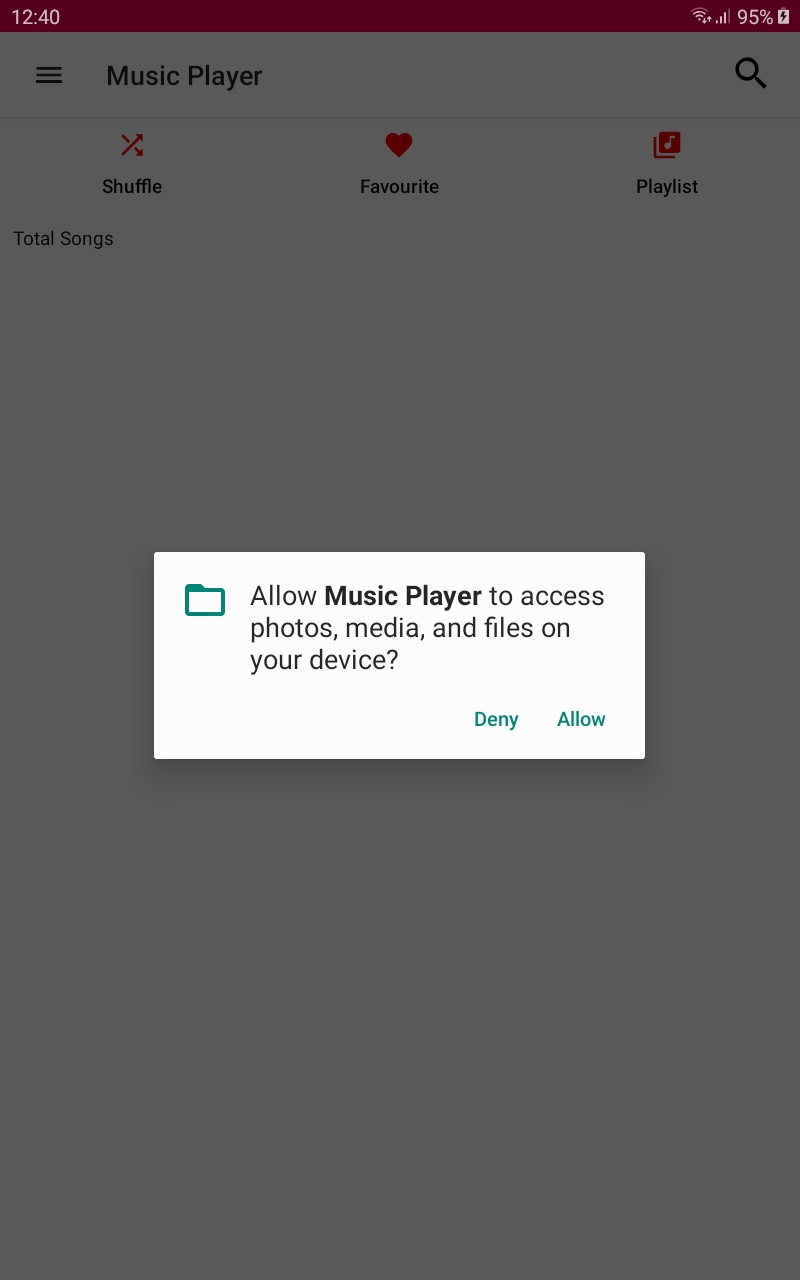 12:40
95%
Music Player
Shuffle
Favourite
Playlist
Total Songs
Allow Music Player to access
photos, media, and files on
your device?
Deny
Allow